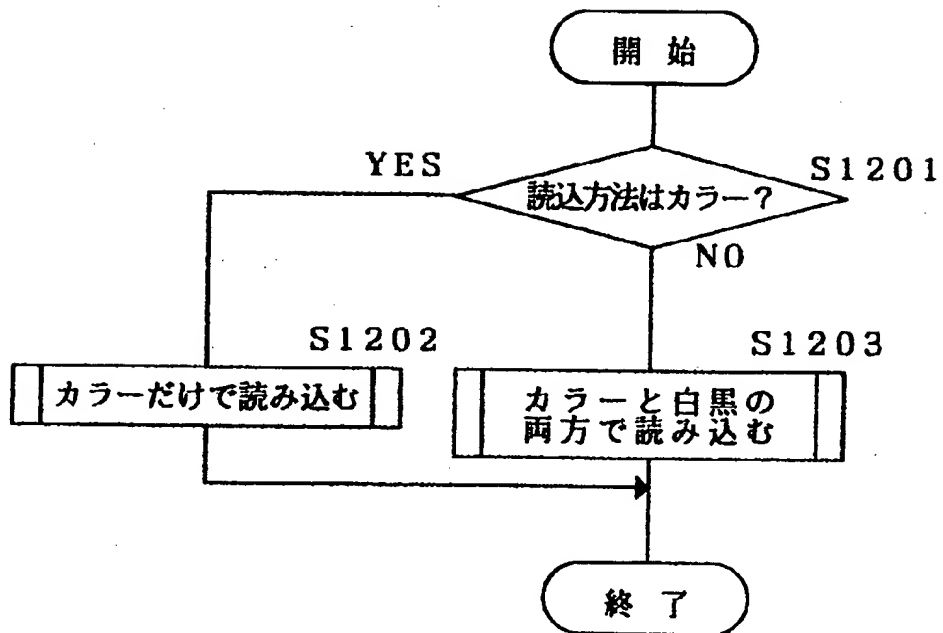 開始
YES
S1201
読込方法はカラー？
NO
S1202
カラーだけで読み込む
S1203
カラーと白黒の
両方で読み込む
終了